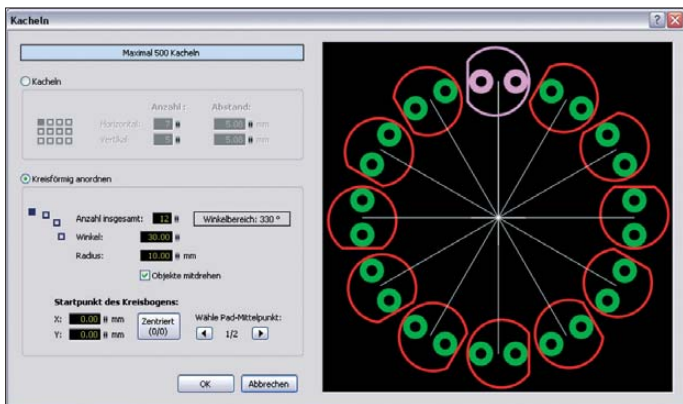 Kacheln
Maximal 500 Kacheln
Kacheln
Anzahl: Abstand:
Horizontal: 5.00 mm
Vertikal: 5 5.00 mm
Kreisförmig anordnen
Anzahl insgesamt: 12 Winkelbereich: 330 °
Winkel: 30.00
Radius: 10.00 mm
Objekte mitdrehen
Startpunkt des Kreisbogens:
X: 0.00 mm Zentriert (0/0) Wähle Pad-Mittelpunkt:
Y: 0.00 mm 1/2
OK Abbrechen